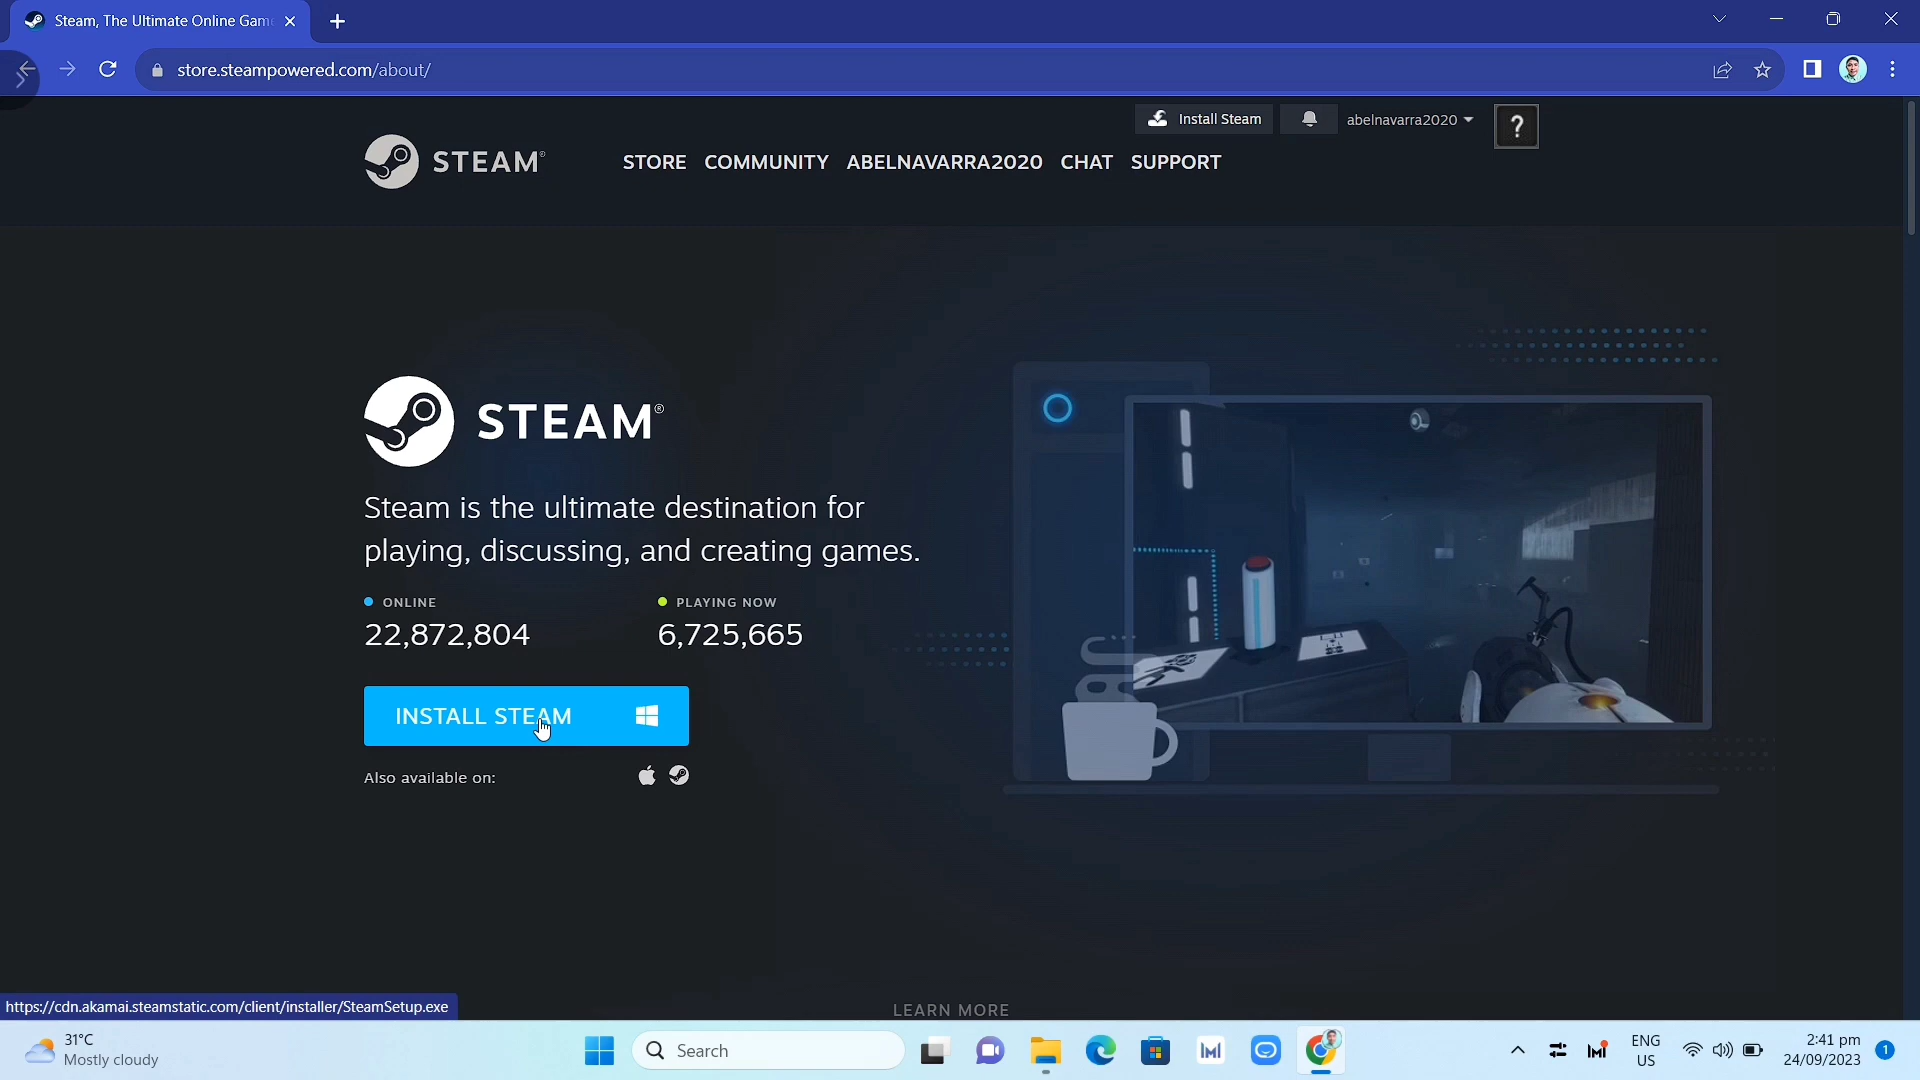 Steam, The Ultimate Online Game
store.steampowered.com/about/
Install Steam
abelnavarra2020
?
STEAM®
STORE COMMUNITY ABELNAVARRA2020 CHAT SUPPORT
STEAM®
Steam is the ultimate destination for
playing, discussing, and creating games.
ONLINE
22,872,804
PLAYING NOW
6,725,665
INSTALL STEAM
Also available on:
LEARN MORE
https://cdn.akamai.steamstatic.com/client/installer/SteamSetup.exe
31°C
Mostly cloudy
Search
ENG
US
2:41 pm
24/09/2023
1